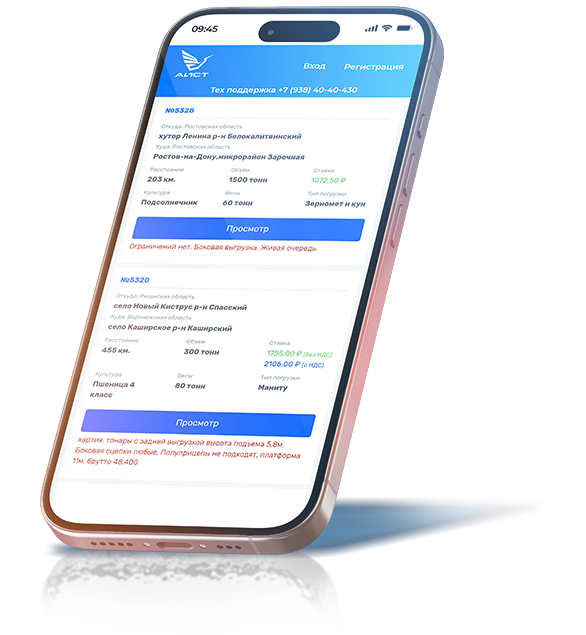 09:45
АИСТ
Вход Регистрация
Тех поддержка +7 (938) 40-40-430
№5328
Откуда: Ростовская область
хутор Ленина р-н Белокалитвинский
Куда: Ростовская область
Ростов-на-Дону,микрорайон Заречная
Расстояние Объем Ставка
203 км. 1500 тонн 1072,50 ₽
Культура Весы Тип погрузки
Подсолнечник 60 тонн Зерномет и кун
Просмотр
Ограничений нет. Боковая выгрузка. Живая очередь.
№5320
Откуда: Рязанская область
село Новый Киструс р-н Спасский
Куда: Воронежская область
село Каширское р-н Каширский
Расстояние Объем Ставка
455 км. 300 тонн 1755,00 ₽ (без НДС)
2106,00 ₽ (с НДС)
Культура Весы Тип погрузки
Пшеница 4 80 тонн Маниту
класс
Просмотр
хартия. тонары с задней выгрузкой высота подъема 5,8м.
Боковая сцепки любые, Полуприцепы не подходят, платформа
11м. брутто 48.400